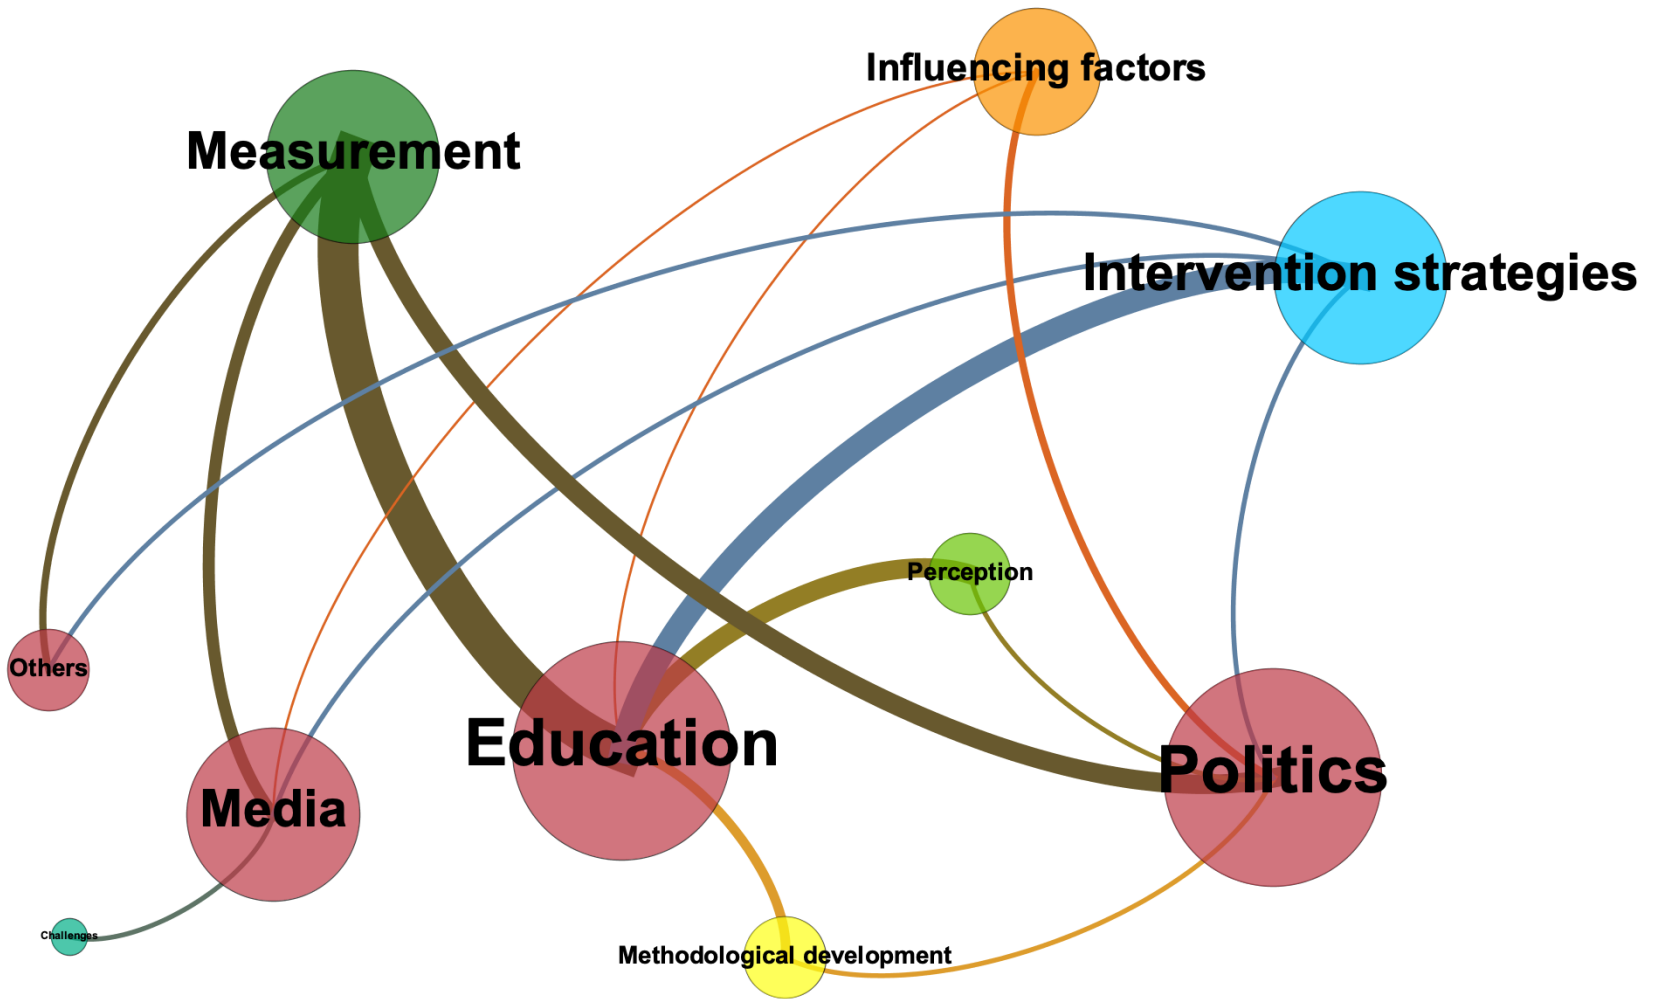 Influencing factors
Measurement
Intervention strategies
Perception
Others
Education
Politics
Media
Challenges
Methodological development